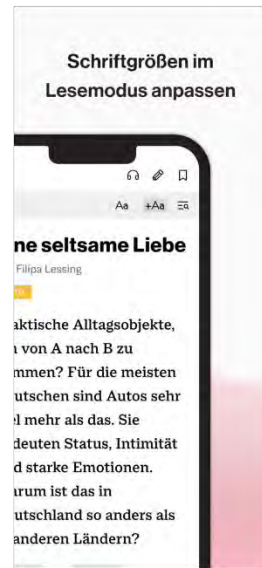 Schriftgrößen im
Lesemodus anpassen
Aa +Aa
ne seltsame Liebe
Filipa Lessing
aktische Alltagsobjekte,
von A nach B zu
mmen? Für die meisten
utschen sind Autos sehr
el mehr als das. Sie
deuten Status, Intimität
d starke Emotionen.
rum ist das in
utschland so anders als
anderen Ländern?